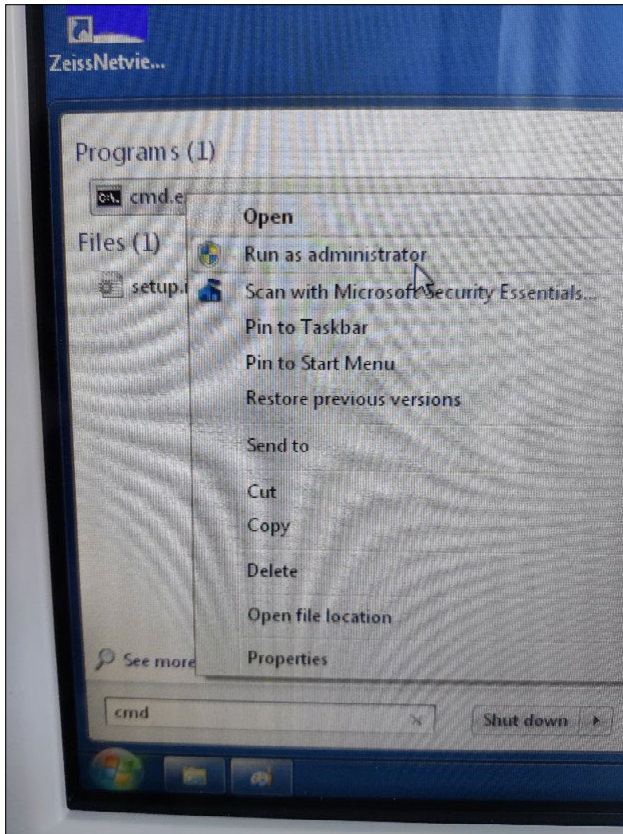 ZeissNetvie...
Programs (1)
cmd.e
Open
Files (1)
Run as administrator
setup.i
Scan with Microsoft Security Essentials...
Pin to Taskbar
Pin to Start Menu
Restore previous versions
Send to
Cut
Copy
Delete
Open file location
See more
Properties
cmd
Shut down